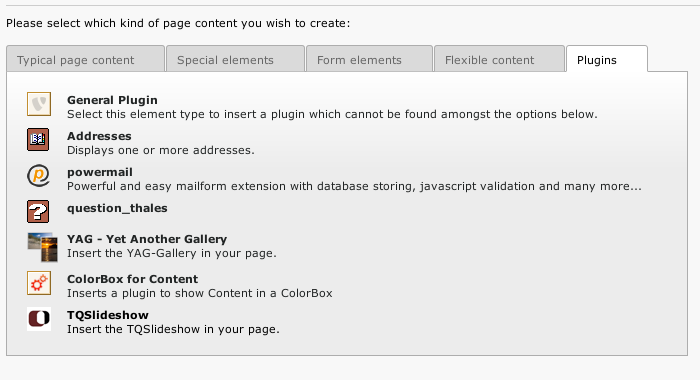 Please select which kind of page content you wish to create:
Typical page content
Special elements
Form elements
Flexible content
Plugins
General Plugin
Select this element type to insert a plugin which cannot be found amongst the options below.
Addresses
Displays one or more addresses.
powermail
Powerful and easy mailform extension with database storing, javascript validation and many more...
question_thales
YAG - Yet Another Gallery
Insert the YAG-Gallery in your page.
ColorBox for Content
Inserts a plugin to show Content in a ColorBox
TQSlideshow
Insert the TQSlideshow in your page.